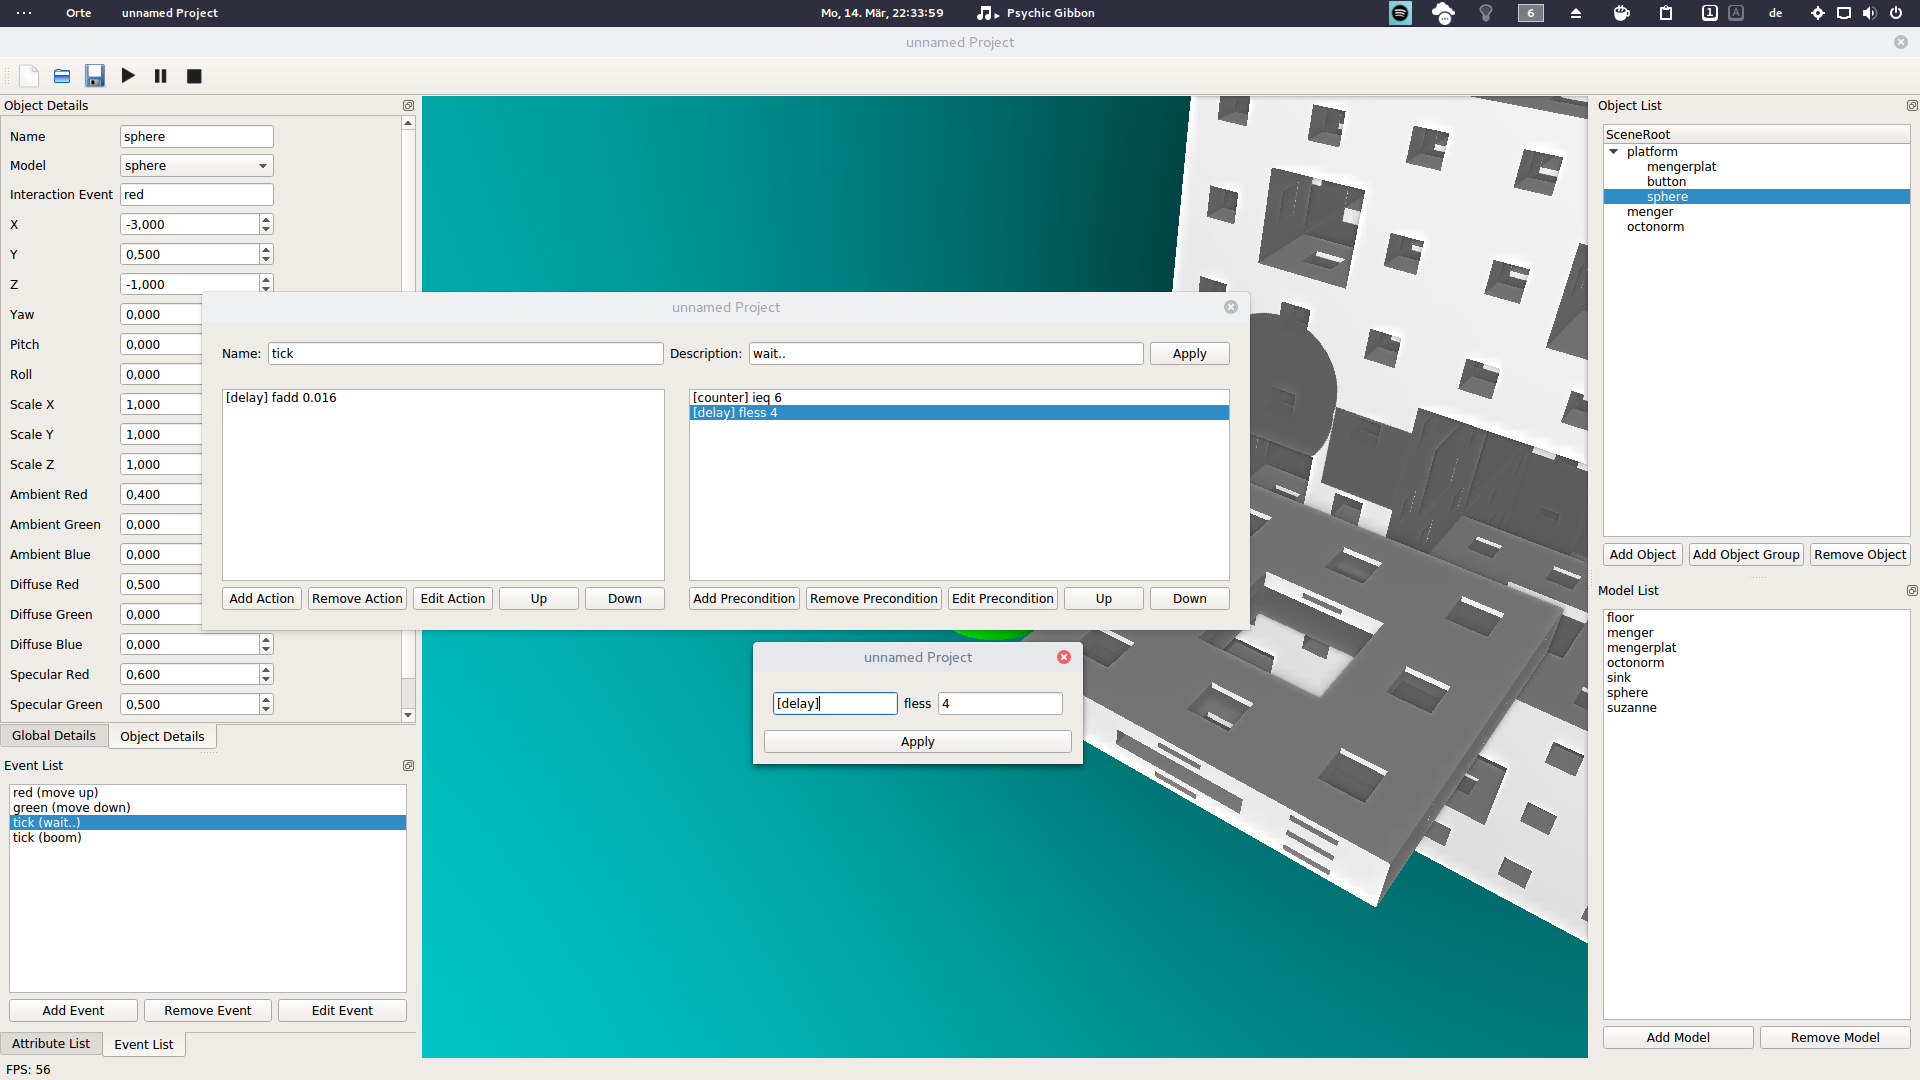 Orte
unnamed Project
Mo, 14. Mär, 22:33:59
Psychic Gibbon
6
1
A
de
unnamed Project
Object Details
Name
sphere
Model
sphere
Interaction Event
red
X
-3,000
Y
0,500
Z
-1,000
Yaw
0,000
Pitch
0,000
Roll
0,000
Scale X
1,000
Scale Y
1,000
Scale Z
1,000
Ambient Red
0,400
Ambient Green
0,000
Ambient Blue
0,000
Diffuse Red
0,500
Diffuse Green
0,000
Diffuse Blue
0,000
Specular Red
0,600
Specular Green
0,500
Global Details
Object Details
Event List
red (move up)
green (move down)
tick (wait..)
tick (boom)
Add Event
Remove Event
Edit Event
Attribute List
Event List
FPS: 56
unnamed Project
Name:
tick
Description:
wait..
Apply
[delay] fadd 0.016
[counter] ieq 6
[delay] fless 4
Add Action
Remove Action
Edit Action
Up
Down
Add Precondition
Remove Precondition
Edit Precondition
Up
Down
unnamed Project
[delay]
fless
4
Apply
Object List
SceneRoot
platform
mengerplat
button
sphere
menger
octonorm
Add Object
Add Object Group
Remove Object
Model List
floor
menger
mengerplat
octonorm
sink
sphere
suzanne
Add Model
Remove Model